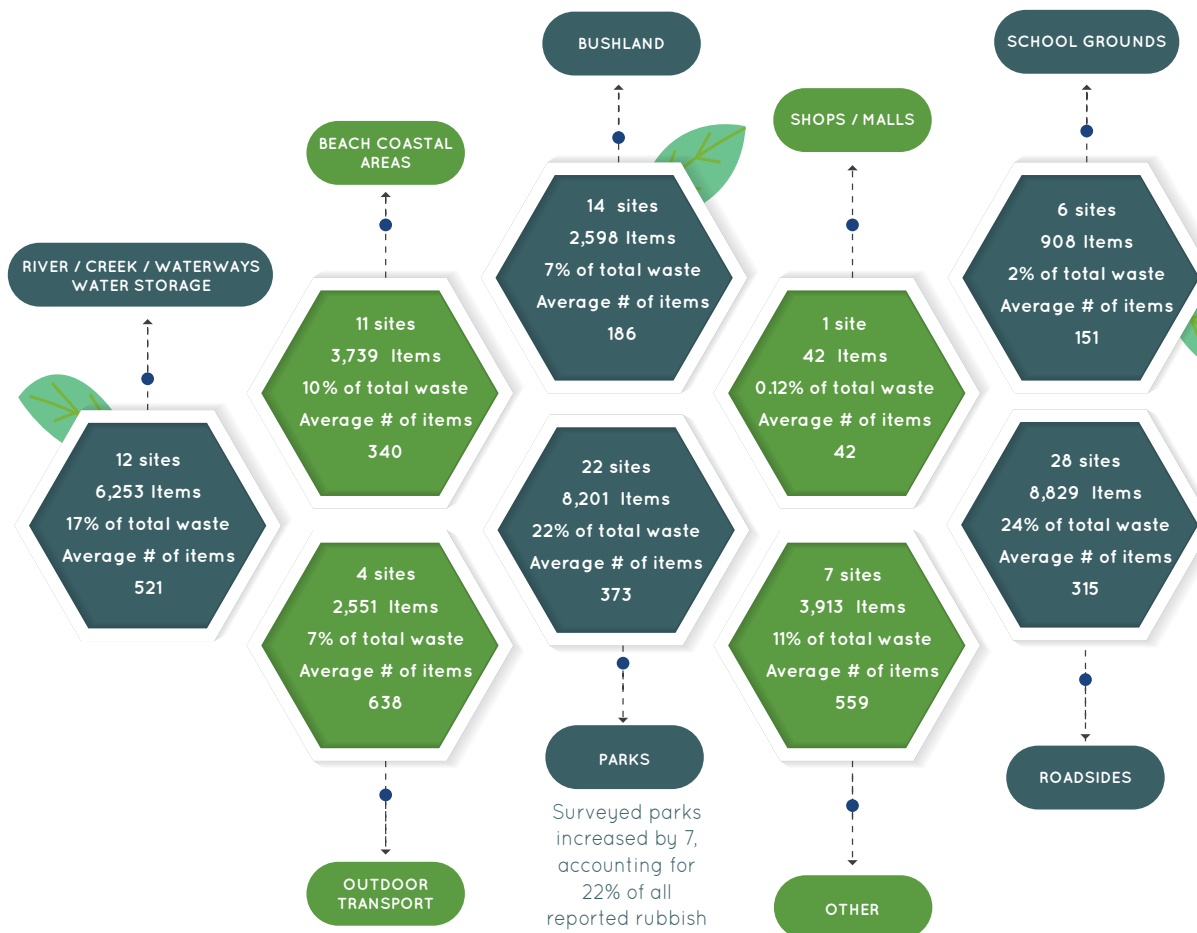 BUSHLAND
14 sites
2,598 Items
7% of total waste
Average # of items
186
SCHOOL GROUNDS
6 sites
908 Items
2% of total waste
Average # of items
151
BEACH COASTAL
AREAS
11 sites
3,739 Items
10% of total waste
Average # of items
340
SHOPS / MALLS
1 site
42 Items
0.12% of total waste
Average # of items
42
RIVER / CREEK / WATERWAYS
WATER STORAGE
12 sites
6,253 Items
17% of total waste
Average # of items
521
22 sites
8,201 Items
22% of total waste
Average # of items
373
PARKS
Surveyed parks
increased by 7,
accounting for
22% of all
reported rubbish
28 sites
8,829 Items
24% of total waste
Average # of items
315
ROADSIDES
4 sites
2,551 Items
7% of total waste
Average # of items
638
OUTDOOR
TRANSPORT
7 sites
3,913 Items
11% of total waste
Average # of items
559
OTHER